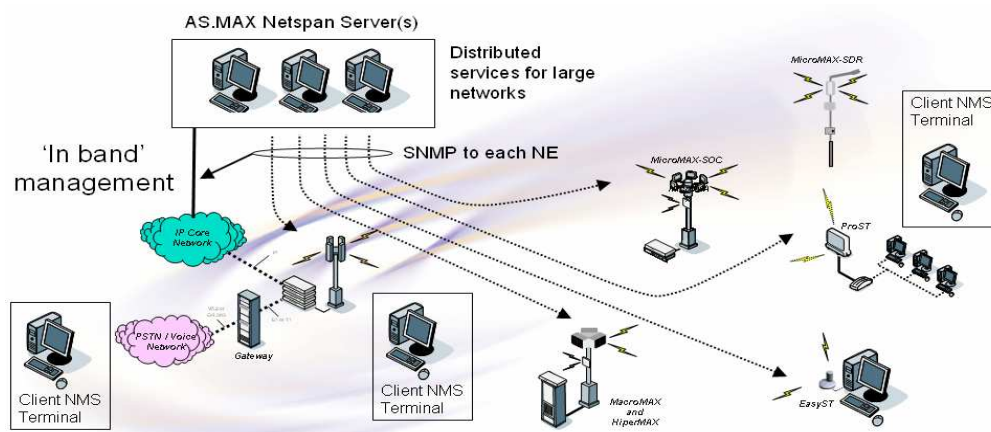 AS.MAX Netspan Server(s)
Distributed
services for large
networks
MicroMAX-SDR
Client NMS
Terminal
'In band'
management
SNMP to each NE
MicroMAX-SOC
IP Core
Network
ProST
PSTN / Voice
Network
Gateway
Client NMS
Terminal
Client NMS
Terminal
MacroMAX
and
HiperMAX
EasyST